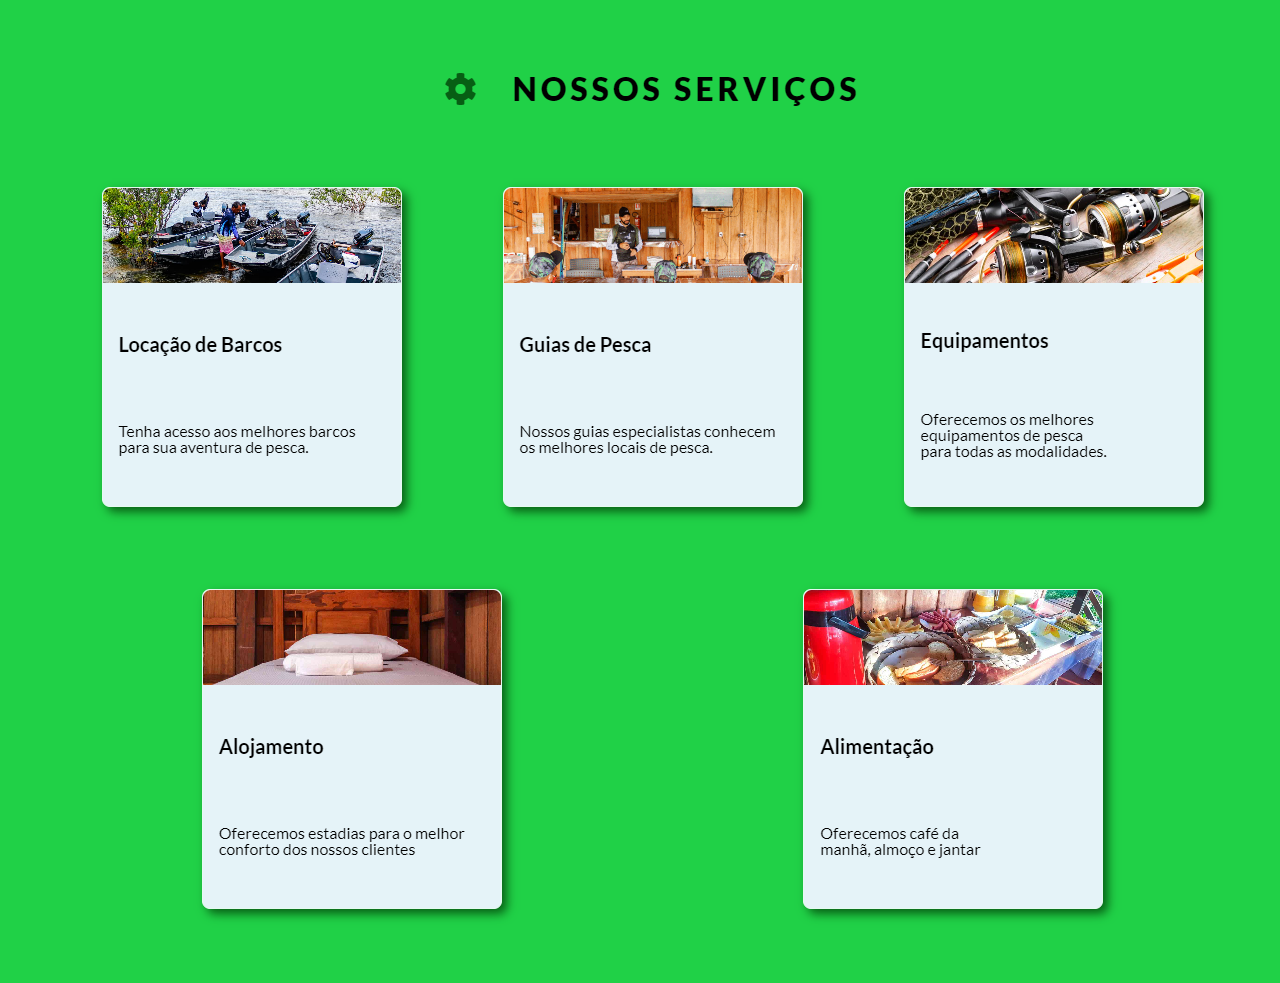 NOSSOS SERVIÇOS
Locação de Barcos
Tenha acesso aos melhores barcos
para sua aventura de pesca.
Guias de Pesca
Nossos guias especialistas conhecem
os melhores locais de pesca.
Equipamentos
Oferecemos os melhores
equipamentos de pesca
para todas as modalidades.
Alojamento
Oferecemos estadias para o melhor
conforto dos nossos clientes
Alimentação
Oferecemos café da
manhã, almoço e jantar